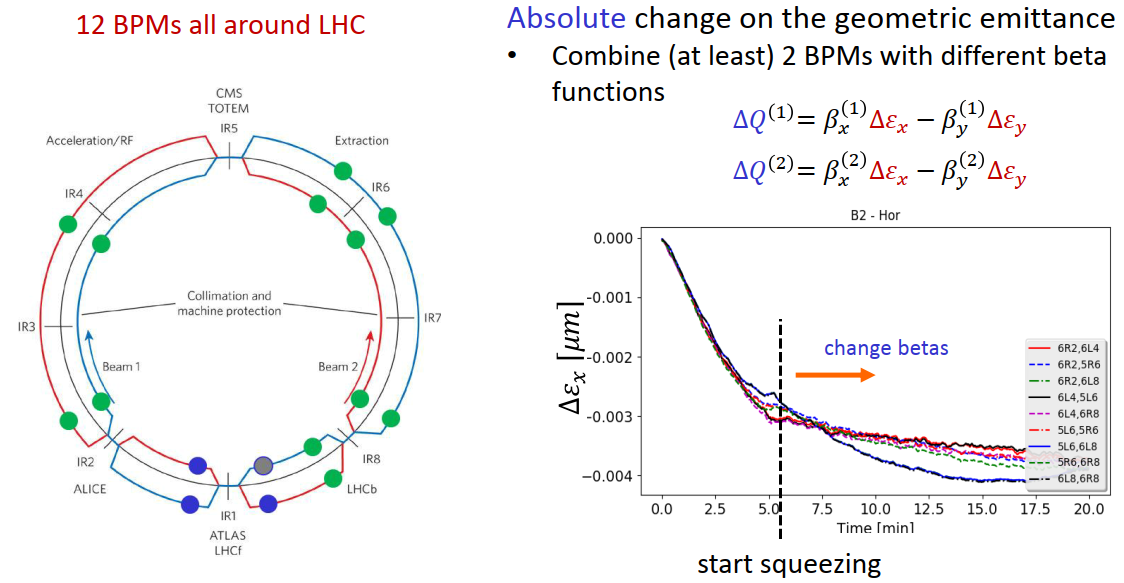 12 BPMs all around LHC
CMS
TOTEM
IR5
Acceleration/RF
Extraction
IR4
IR6
Collimation and
machine protection
IR3
IR7
Beam 1
Beam 2
IR2
IR8
ALICE
LHCb
IR1
ATLAS
LHCf
Absolute change on the geometric emittance
• Combine (at least) 2 BPMs with different beta
functions
ΔQ⁽¹⁾= βₓ⁽¹⁾Δεₓ − β_y⁽¹⁾Δε_y
ΔQ⁽²⁾= βₓ⁽²⁾Δεₓ − β_y⁽²⁾Δε_y
B2 - Hor
0.000
−0.001
−0.002
−0.003
−0.004
Δεₓ [μm]
change betas
6R2,6L4
6R2,5R6
6R2,6L8
6L4,5L6
6L4,6R8
5L6,5R6
5L6,6L8
5R6,6R8
6L8,6R8
0.0 2.5 5.0 7.5 10.0 12.5 15.0 17.5 20.0
Time [min]
start squeezing